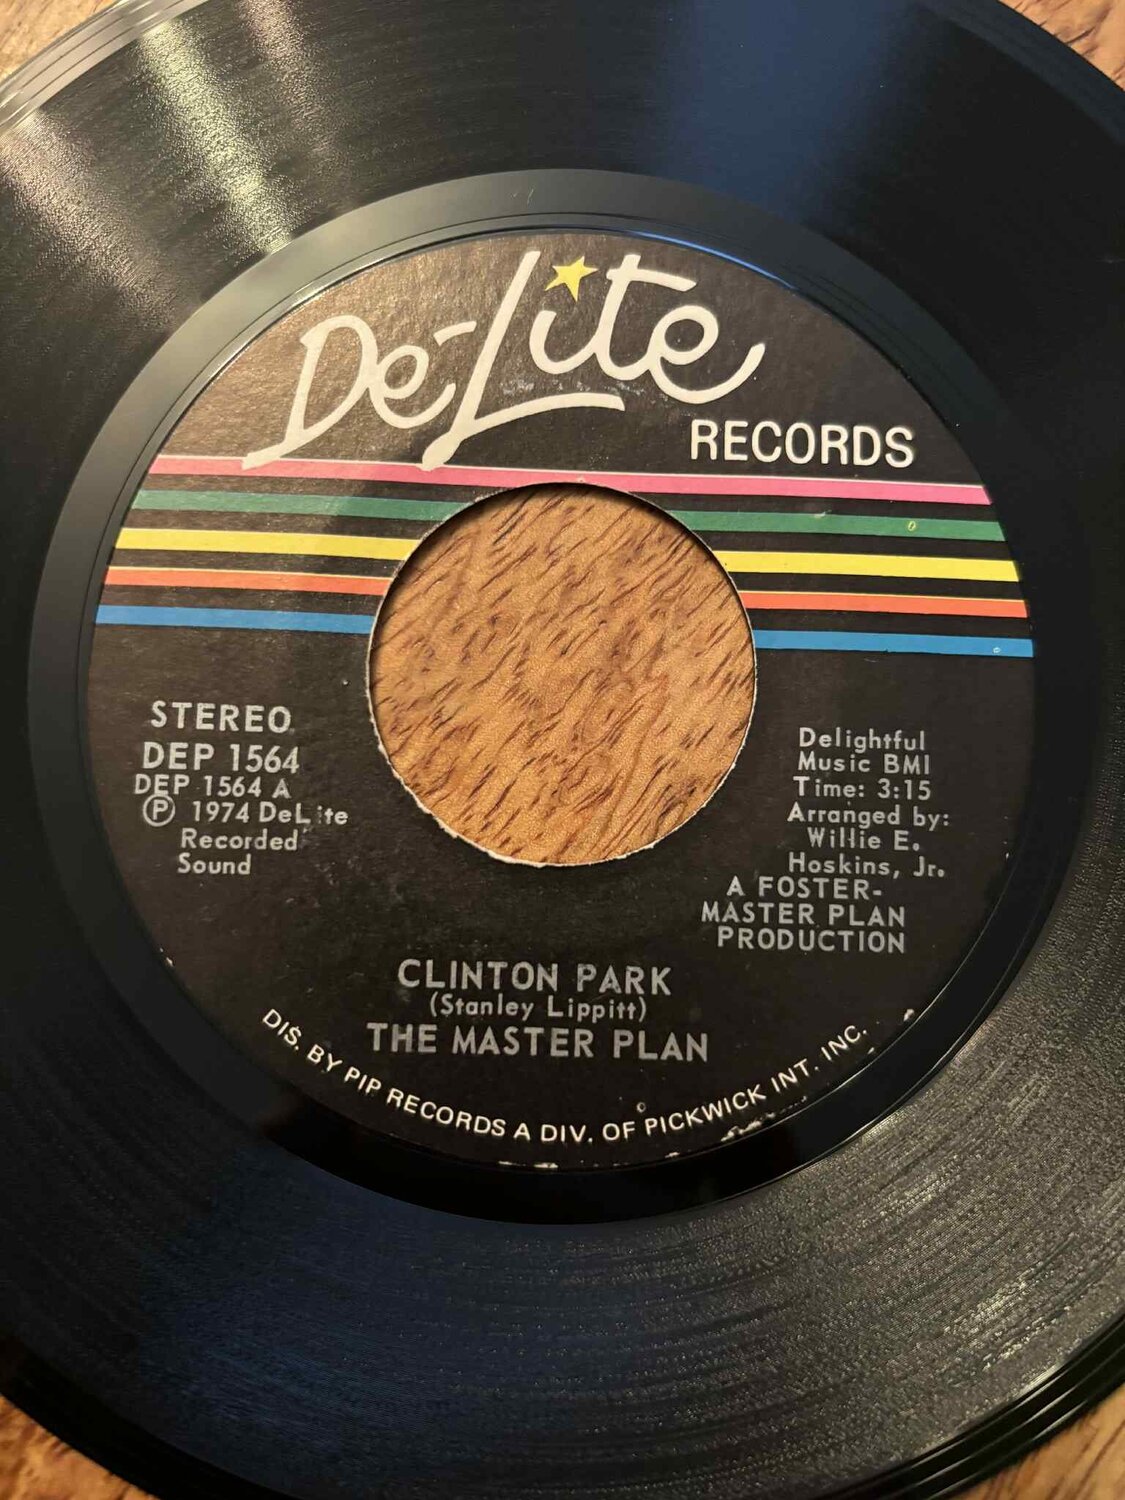 De-Lite
RECORDS
STEREO
DEP 1564
DEP 1564 A
Ⓟ 1974 DeLite
Recorded
Sound
Delightful
Music BMI
Time: 3:15
Arranged by:
Willie E.
Hoskins, Jr.
A FOSTER-
MASTER PLAN
PRODUCTION
CLINTON PARK
(Stanley Lippitt)
THE MASTER PLAN
DIS. BY PIP RECORDS A DIV. OF PICKWICK INT. INC.